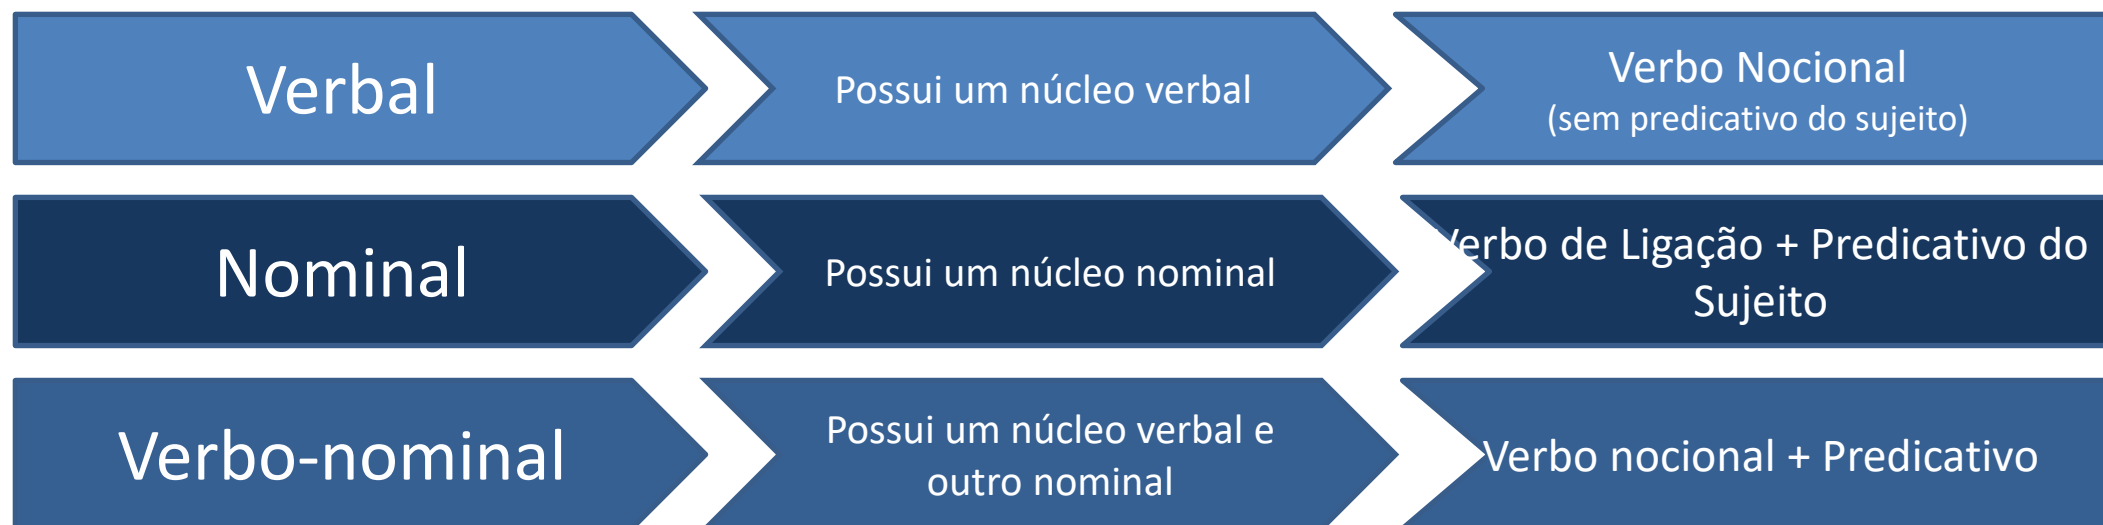 Verbal
Possui um núcleo verbal
Verbo Nocional
(sem predicativo do sujeito)
Nominal
Possui um núcleo nominal
Verbo de Ligação + Predicativo do
Sujeito
Verbo-nominal
Possui um núcleo verbal e
outro nominal
Verbo nocional + Predicativo